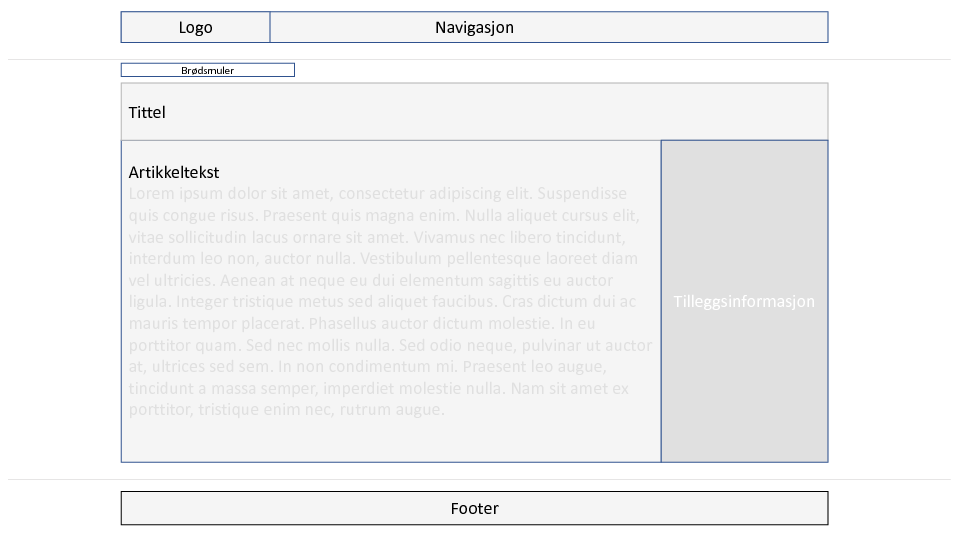 Logo
Navigasjon
Brødsmuler
Tittel
Artikkeltekst
Lorem ipsum dolor sit amet, consectetur adipiscing elit. Suspendisse
quis congue risus. Praesent quis magna enim. Nulla aliquet cursus elit,
vitae sollicitudin lacus ornare sit amet. Vivamus nec libero tincidunt,
interdum leo non, auctor nulla. Vestibulum pellentesque laoreet diam
vel ultricies. Aenean at neque eu dui elementum sagittis eu auctor
ligula. Integer tristique metus sed aliquet faucibus. Cras dictum dui ac
mauris tempor placerat. Phasellus auctor dictum molestie. In eu
porttitor quam. Sed nec mollis nulla. Sed odio neque, pulvinar ut auctor
at, ultrices sed sem. In non condimentum mi. Praesent leo augue,
tincidunt a massa semper, imperdiet molestie nulla. Nam sit amet ex
porttitor, tristique enim nec, rutrum augue.
Tilleggsinformasjon
Footer